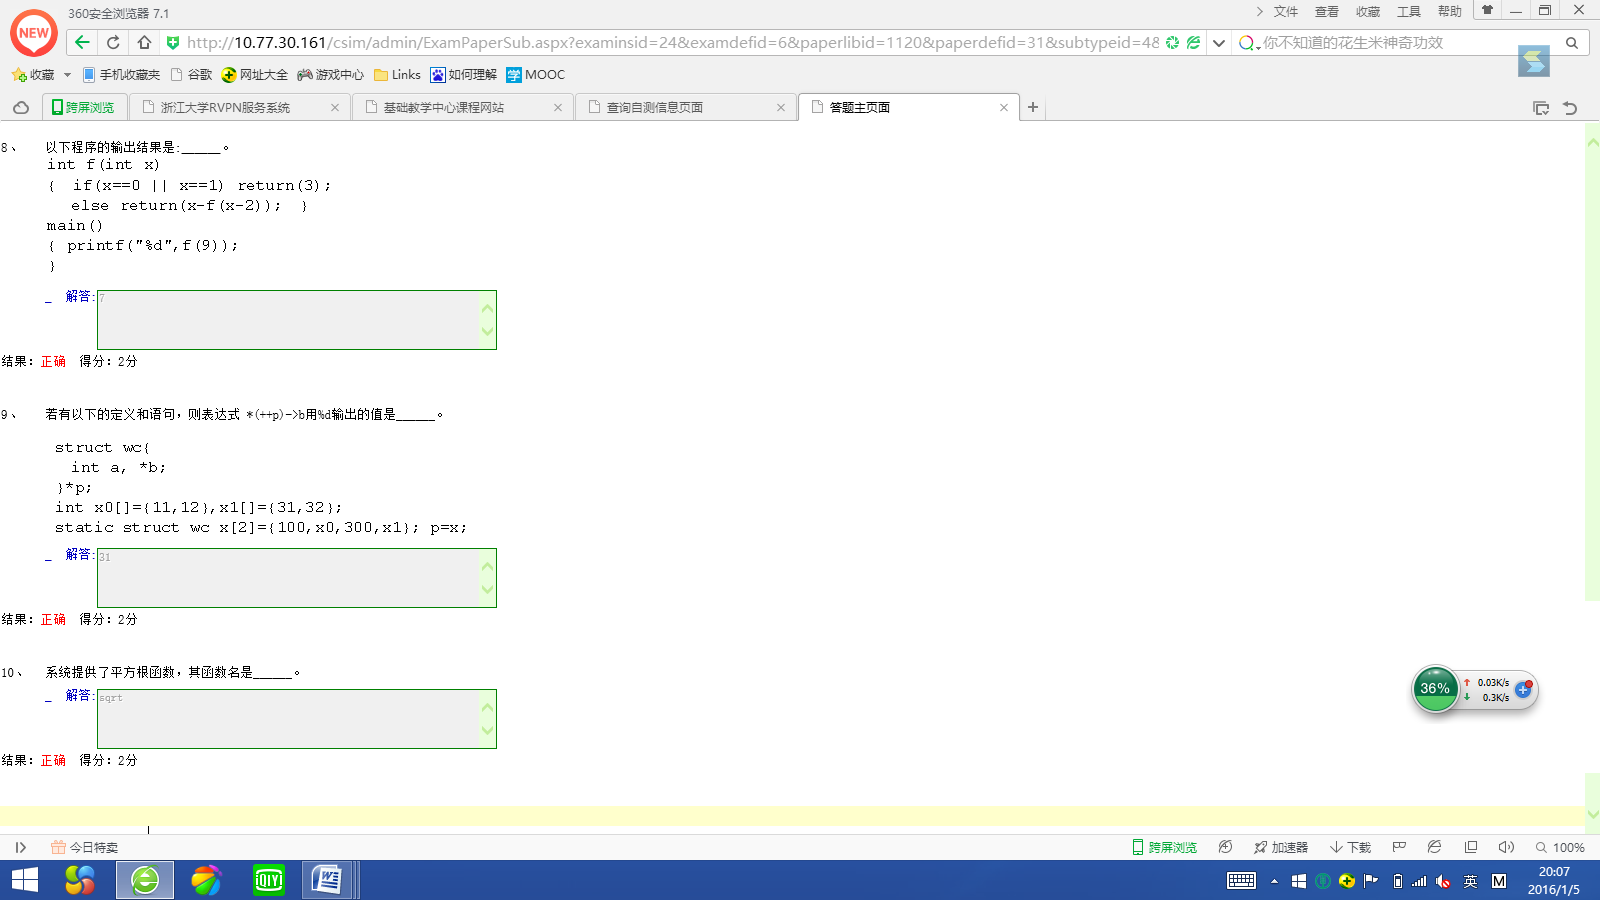 360安全浏览器 7.1
文件 查看 收藏 工具 帮助
NEW
http://10.77.30.161/csim/admin/ExamPaperSub.aspx?examinsid=24&examdefid=6&paperlibid=1120&paperdefid=31&subtypeid=4&
你不知道的花生米神奇功效
收藏 手机收藏夹 谷歌 网址大全 游戏中心 Links 如何理解 学 MOOC
跨屏浏览 浙江大学RVPN服务系统 基础教学中心课程网站 查询自测信息页面 答题主页面
8、 以下程序的输出结果是:______。
int f(int x)
{ if(x==0 || x==1) return(3);
else return(x-f(x-2)); }
main()
{ printf("%d",f(9));
}
_ 解答: 7
结果: 正确 得分: 2分
9、 若有以下的定义和语句，则表达式 *(++p)->b用%d输出的值是______。
struct wc{
int a, *b;
}*p;
int x0[]={11,12},x1[]={31,32};
static struct wc x[2]={100,x0,300,x1}; p=x;
_ 解答: 31
结果: 正确 得分: 2分
10、 系统提供了平方根函数，其函数名是______。
_ 解答: sqrt
结果: 正确 得分: 2分
36% 0.03K/s
0.3K/s
今日特卖 跨屏浏览 加速器 下载 100%
iQIYI
英 M
20:07
2016/1/5